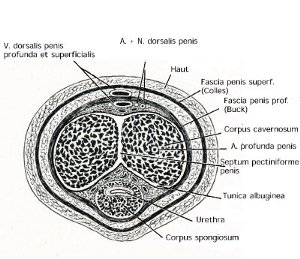 V. dorsalis penis
profunda et superficialis
A. + N. dorsalis penis
Haut
Fascia penis superf.
(Colles)
Fascia penis prof.
(Buck)
Corpus cavernosum
A. profunda penis
Septum pectiniforme
penis
Tunica albuginea
Urethra
Corpus spongiosum